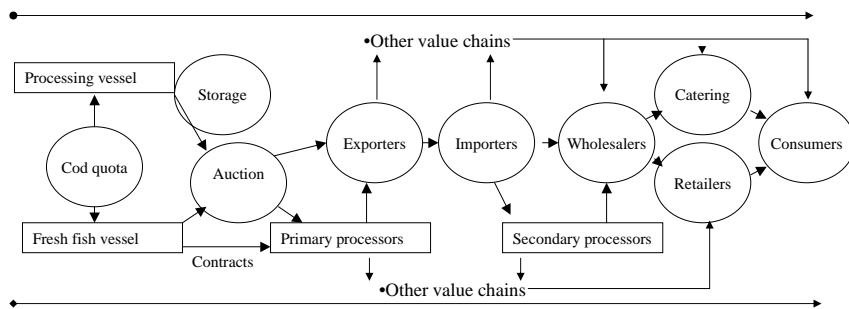 •Other value chains
Processing vessel
Storage
Catering
Cod quota
Auction
Exporters
Importers
Wholesalers
Consumers
Retailers
Fresh fish vessel
Contracts
Primary processors
Secondary processors
•Other value chains